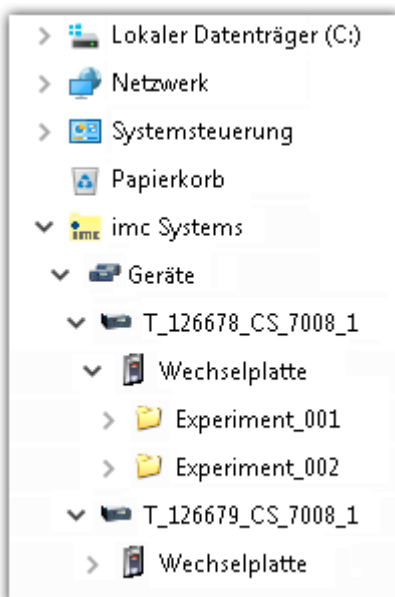 Lokaler Datenträger (C:)
Netzwerk
Systemsteuerung
Papierkorb
imc imc Systems
Geräte
T_126678_CS_7008_1
Wechselplatte
Experiment_001
Experiment_002
T_126679_CS_7008_1
Wechselplatte